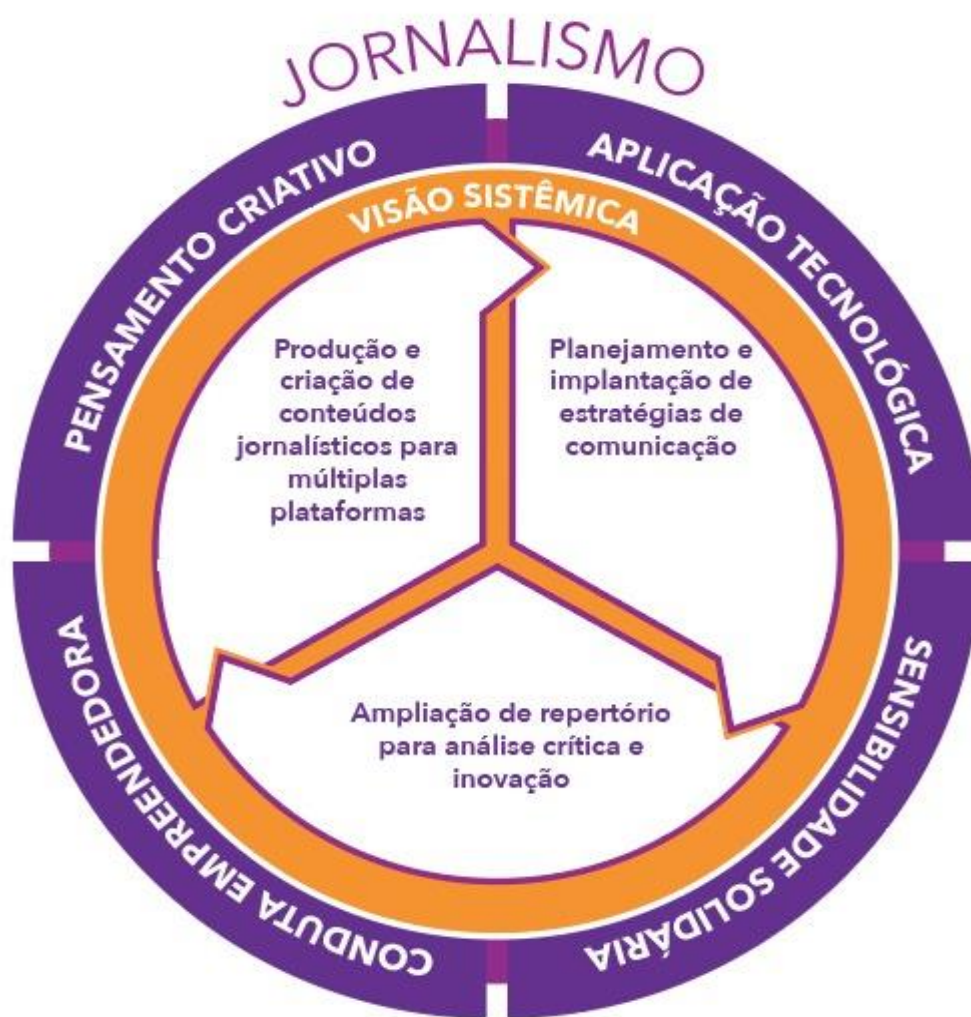 JORNALISMO
PENSAMENTO CRIATIVO
APLICAÇÃO TECNOLÓGICA
VISÃO SISTÊMICA
Produção e
criação de
conteúdos
jornalísticos para
múltiplas
plataformas
Planejamento e
implantação de
estratégias de
comunicação
Ampliação de repertório
para análise crítica e
inovação
CONDUTA EMPREENDEDORA
SENSIBILIDADE SOLIDÁRIA